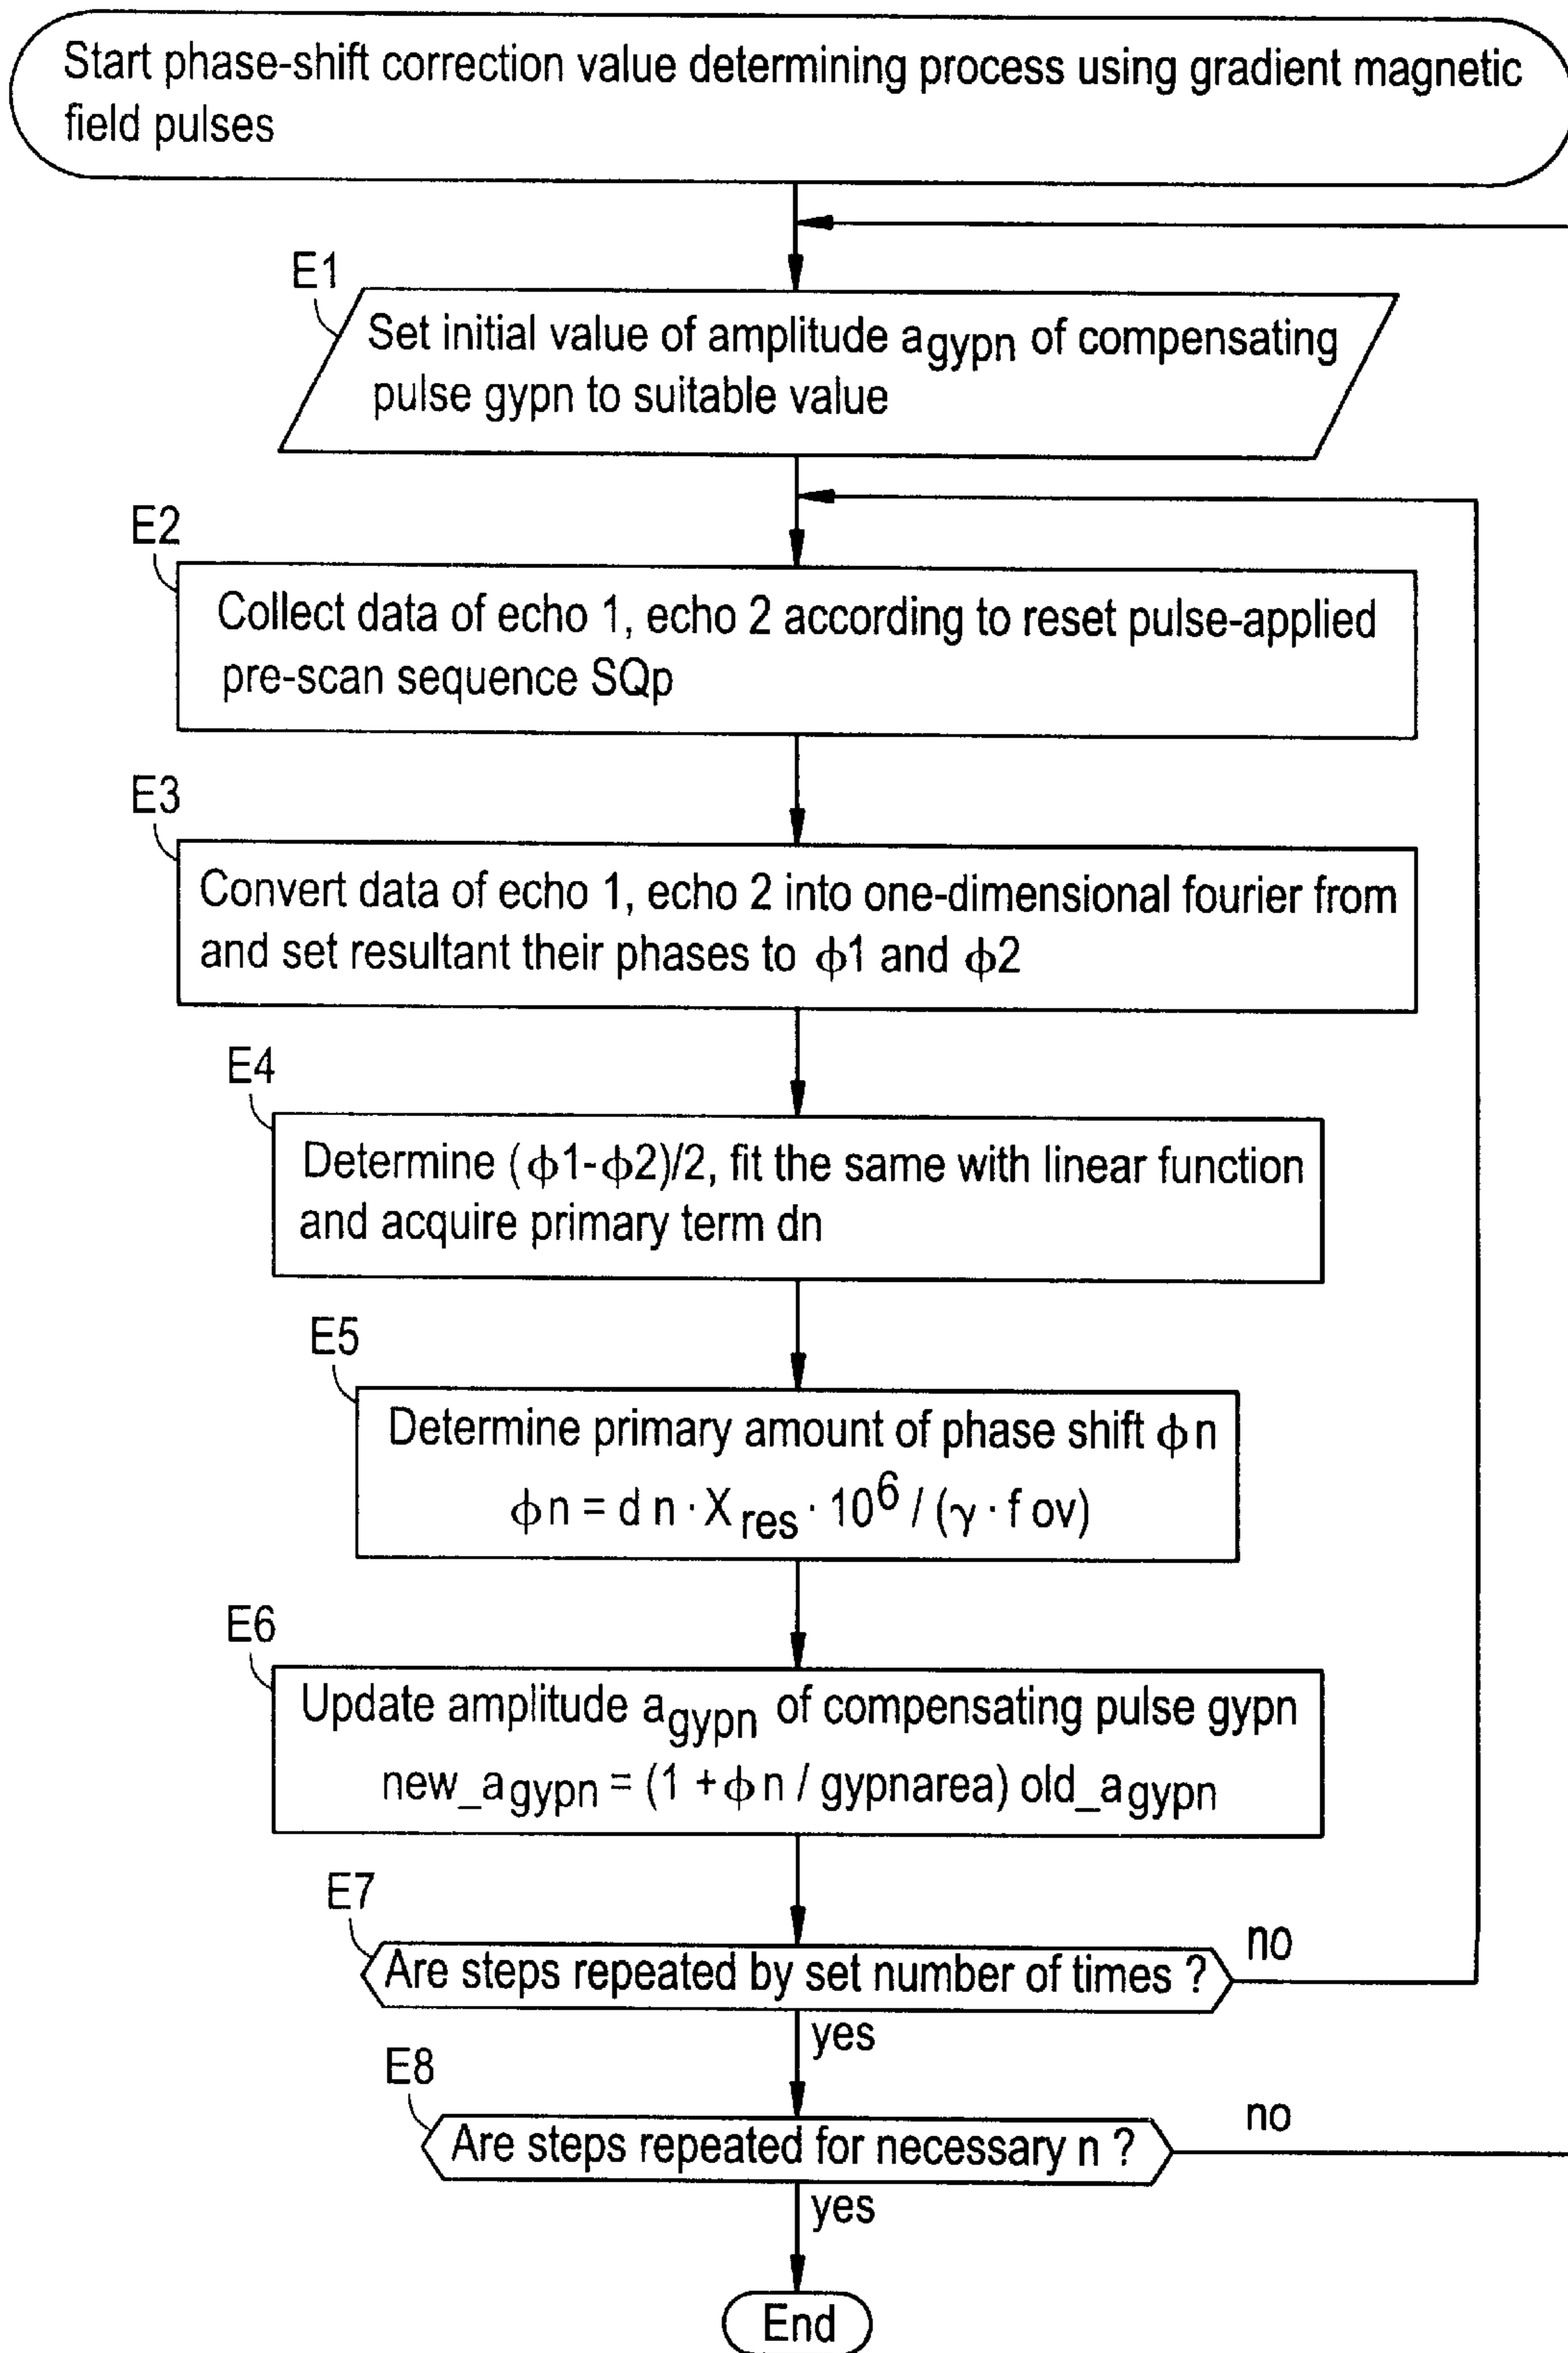 Start phase-shift correction value determining process using gradient magnetic
field pulses
E1
Set initial value of amplitude agypn of compensating
pulse gypn to suitable value
E2
Collect data of echo 1, echo 2 according to reset pulse-applied
pre-scan sequence SQp
E3
Convert data of echo 1, echo 2 into one-dimensional fourier from
and set resultant their phases to ϕ1 and ϕ2
E4
Determine (ϕ1-ϕ2)/2, fit the same with linear function
and acquire primary term dn
E5
Determine primary amount of phase shift ϕn
ϕn = d n · Xres · 10^6 / (γ · f ov)
E6
Update amplitude agypn of compensating pulse gypn
new_agypn = (1 +ϕn / gypnarea) old_agypn
E7
Are steps repeated by set number of times ?
no
yes
E8
Are steps repeated for necessary n ?
no
yes
End